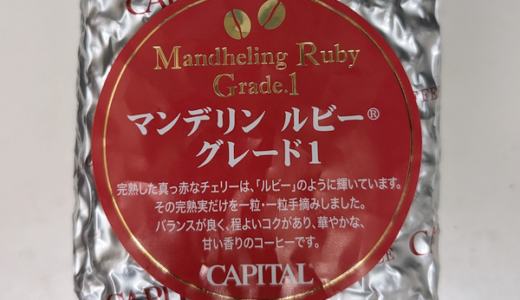 CAPITAL
Mandheling Ruby
Grade.1
マンデリン ルビー®
グレード1
完熟した真っ赤なチェリーは、「ルビー」のように輝いています。
その完熟実だけを一粒・一粒手摘みしました。
バランスが良く、程よいコクがあり、華やかな、
甘い香りのコーヒーです。
CAPITAL